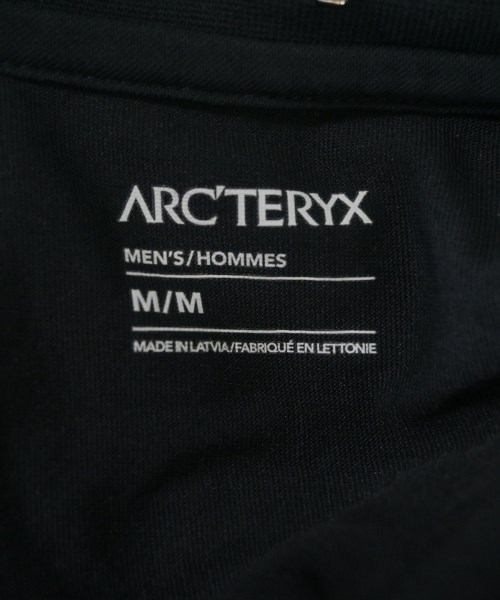 ARC'TERYX
MEN'S/HOMMES
M/M
MADE IN LATVIA/FABRIQUÉ EN LETTONIE